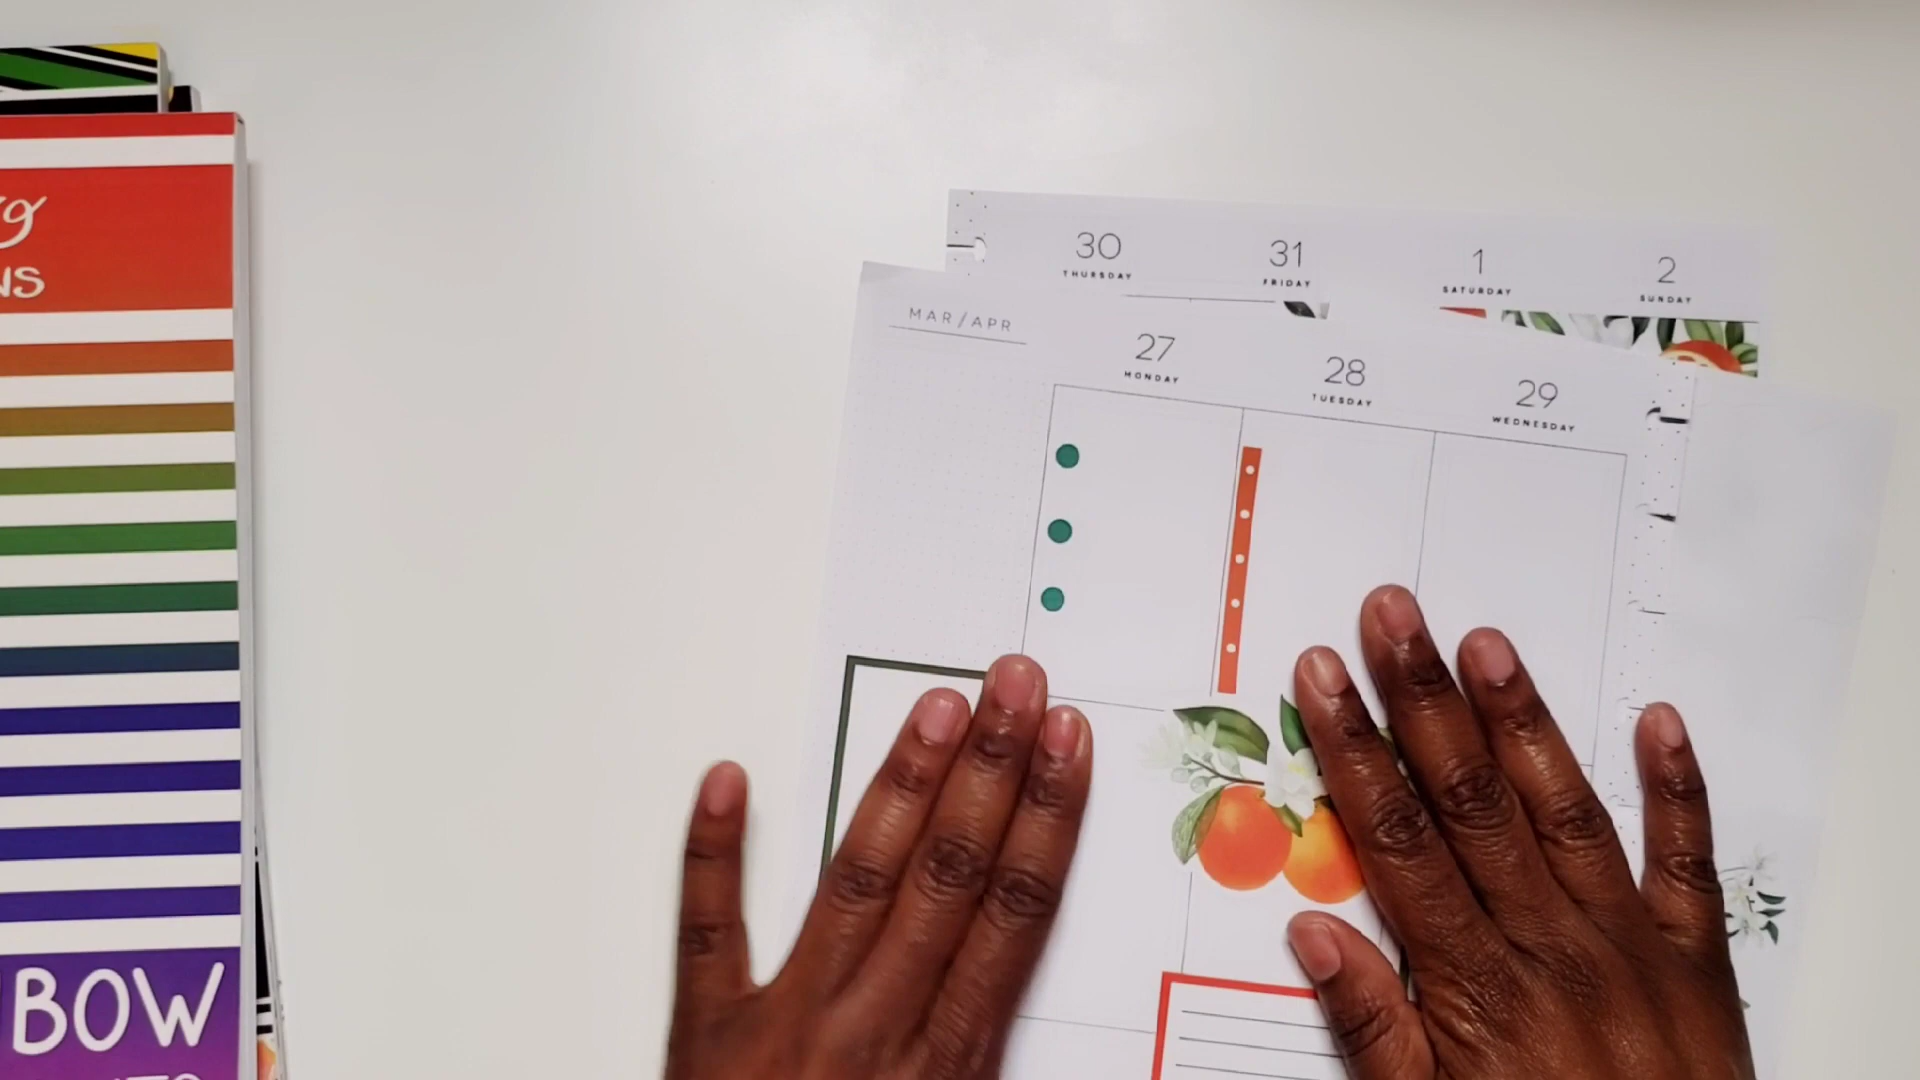 NS
BOW
30
THURSDAY
31
FRIDAY
1
SATURDAY
2
SUNDAY
MAR/APR
27
MONDAY
28
TUESDAY
29
WEDNESDAY